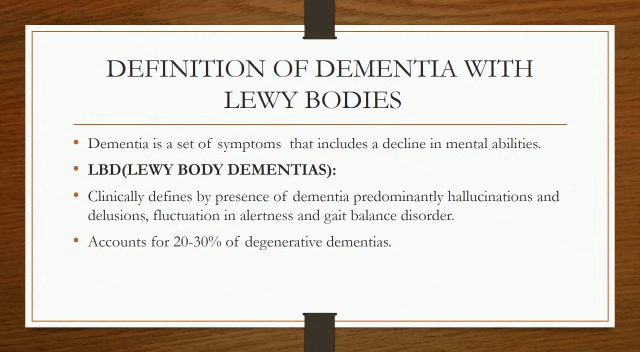 DEFINITION OF DEMENTIA WITH
LEWY BODIES
• Dementia is a set of symptoms that includes a decline in mental abilities.
• LBD(LEWY BODY DEMENTIAS):
• Clinically defines by presence of dementia predominantly hallucinations and
delusions, fluctuation in alertness and gait balance disorder.
• Accounts for 20-30% of degenerative dementias.